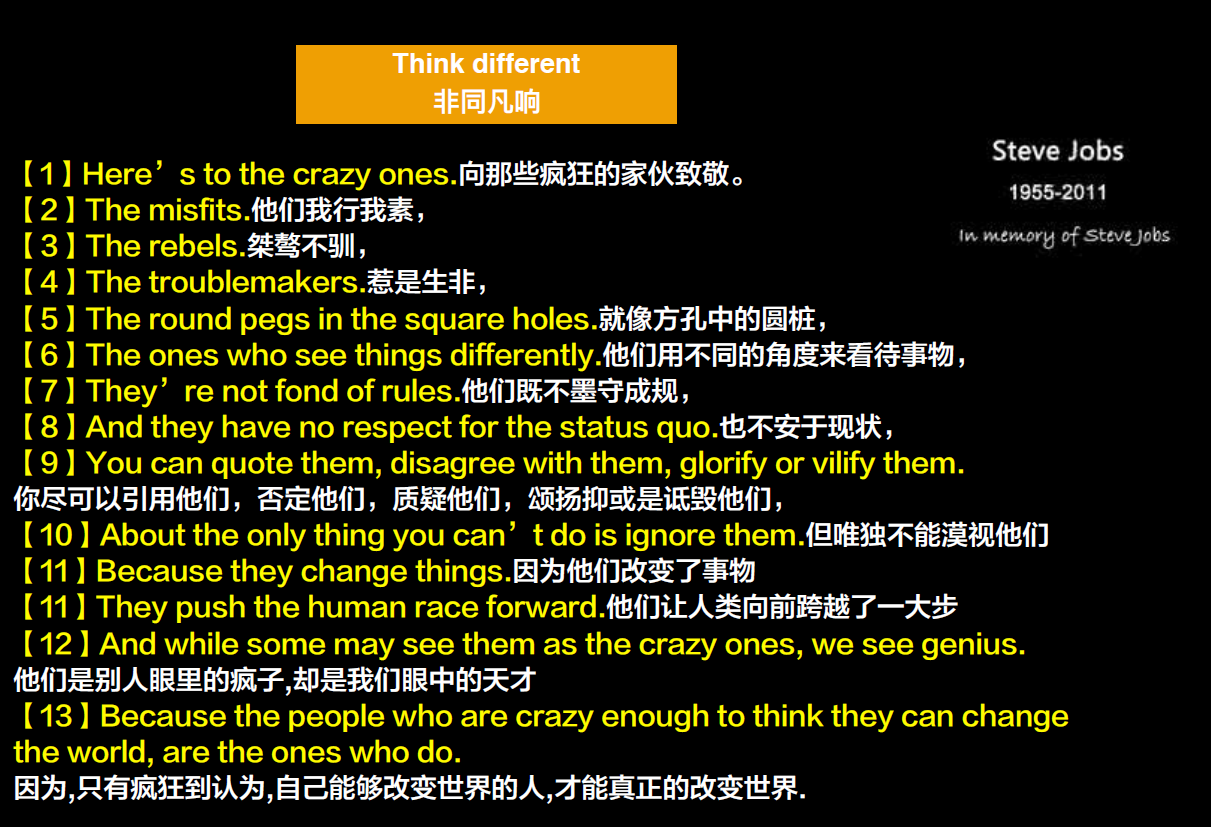 Think different
非同凡响
Steve Jobs
1955-2011
In memory of Steve Jobs
【1】Here’s to the crazy ones.向那些疯狂的家伙致敬。
【2】The misfits.他们我行我素，
【3】The rebels.桀骜不驯，
【4】The troublemakers.惹是生非，
【5】The round pegs in the square holes.就像方孔中的圆桩，
【6】The ones who see things differently.他们用不同的角度来看待事物，
【7】They’re not fond of rules.他们既不墨守成规，
【8】And they have no respect for the status quo.也不安于现状，
【9】You can quote them, disagree with them, glorify or vilify them.
你尽可以引用他们，否定他们，质疑他们，颂扬抑或是诋毁他们，
【10】About the only thing you can’t do is ignore them.但唯独不能漠视他们
【11】Because they change things.因为他们改变了事物
【11】They push the human race forward.他们让人类向前跨越了一大步
【12】And while some may see them as the crazy ones, we see genius.
他们是别人眼里的疯子,却是我们眼中的天才
【13】Because the people who are crazy enough to think they can change
the world, are the ones who do.
因为,只有疯狂到认为,自己能够改变世界的人,才能真正的改变世界.